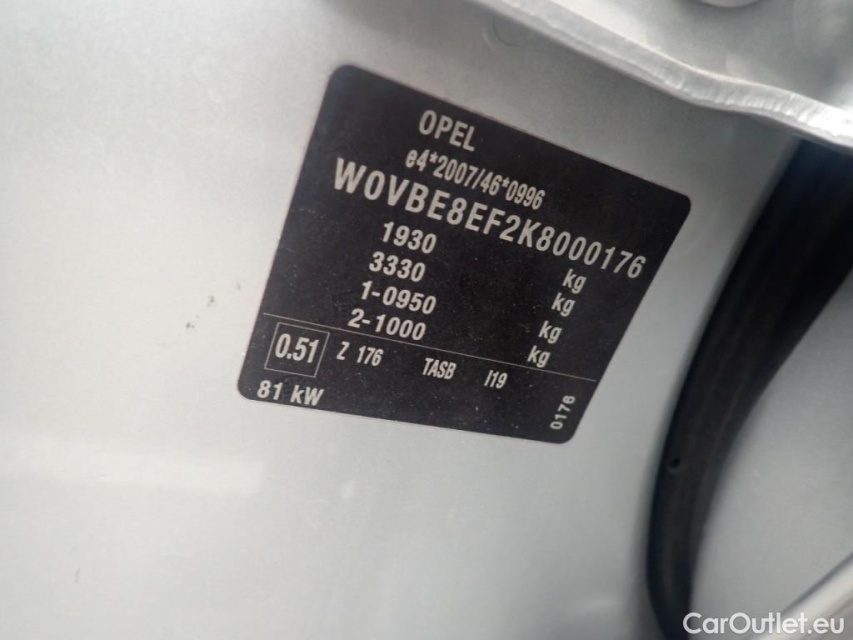 OPEL
e4*2007/46*0996
W0VBE8EF2K8000176
1930 kg
3330 kg
1-0950 kg
2-1000 kg
0.51 Z 176 TASB I19
81 kW 0176
CarOutlet.eu